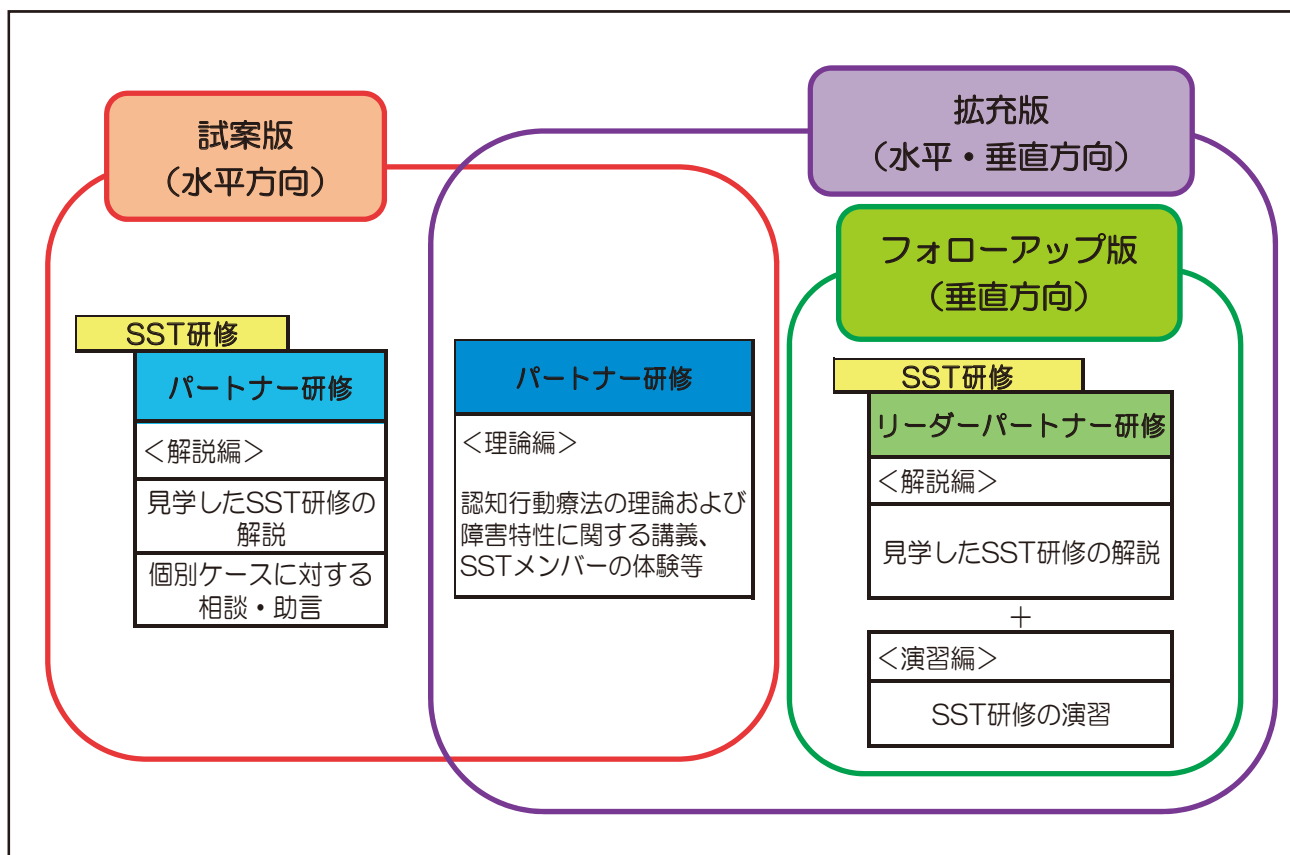 試案版
（水平方向）
拡充版
（水平・垂直方向）
フォローアップ版
（垂直方向）
SST研修
パートナー研修
＜解説編＞
見学したSST研修の
解説
個別ケースに対する
相談・助言
パートナー研修
＜理論編＞
認知行動療法の理論および
障害特性に関する講義、
SSTメンバーの体験等
SST研修
リーダーパートナー研修
＜解説編＞
見学したSST研修の解説
＋
＜演習編＞
SST研修の演習